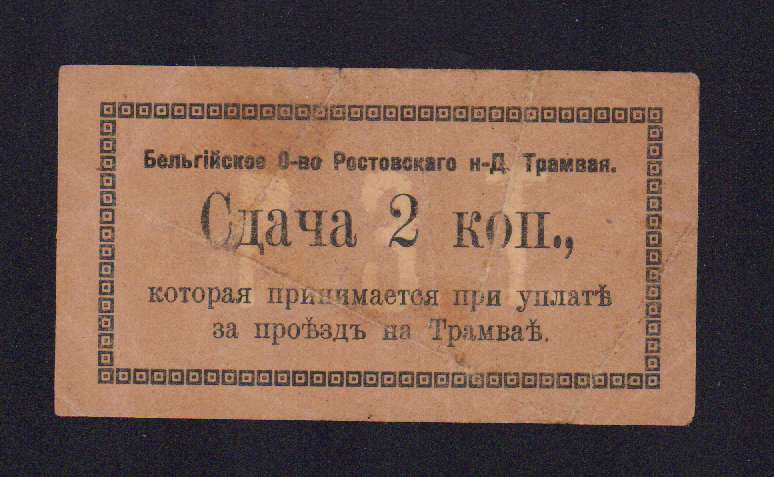 Бельгійское О-во Ростовскаго н-Д. Трамвая.
Сдача 2 коп.,
которая принимается при уплатѣ
за проѣздъ на Трамваѣ.